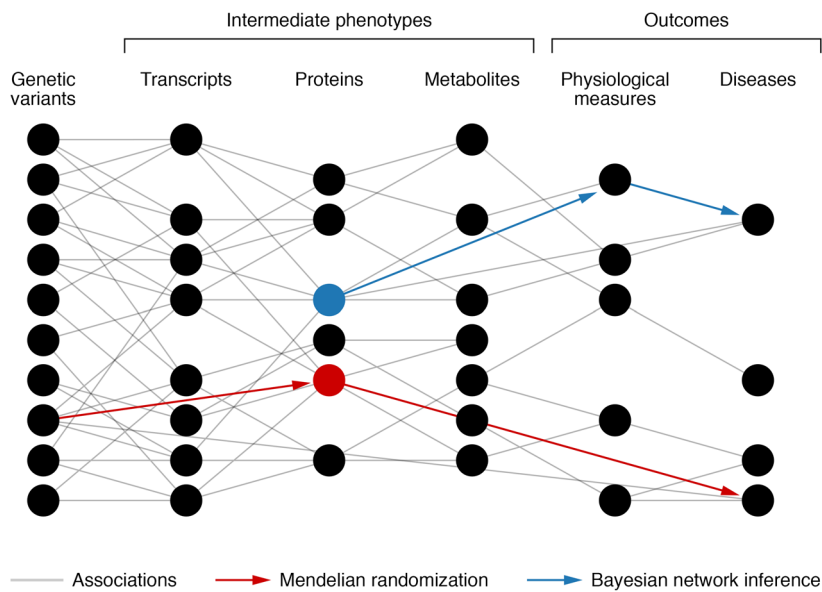 Intermediate phenotypes
Outcomes
Genetic
variants
Transcripts
Proteins
Metabolites
Physiological
measures
Diseases
Associations
Mendelian randomization
Bayesian network inference